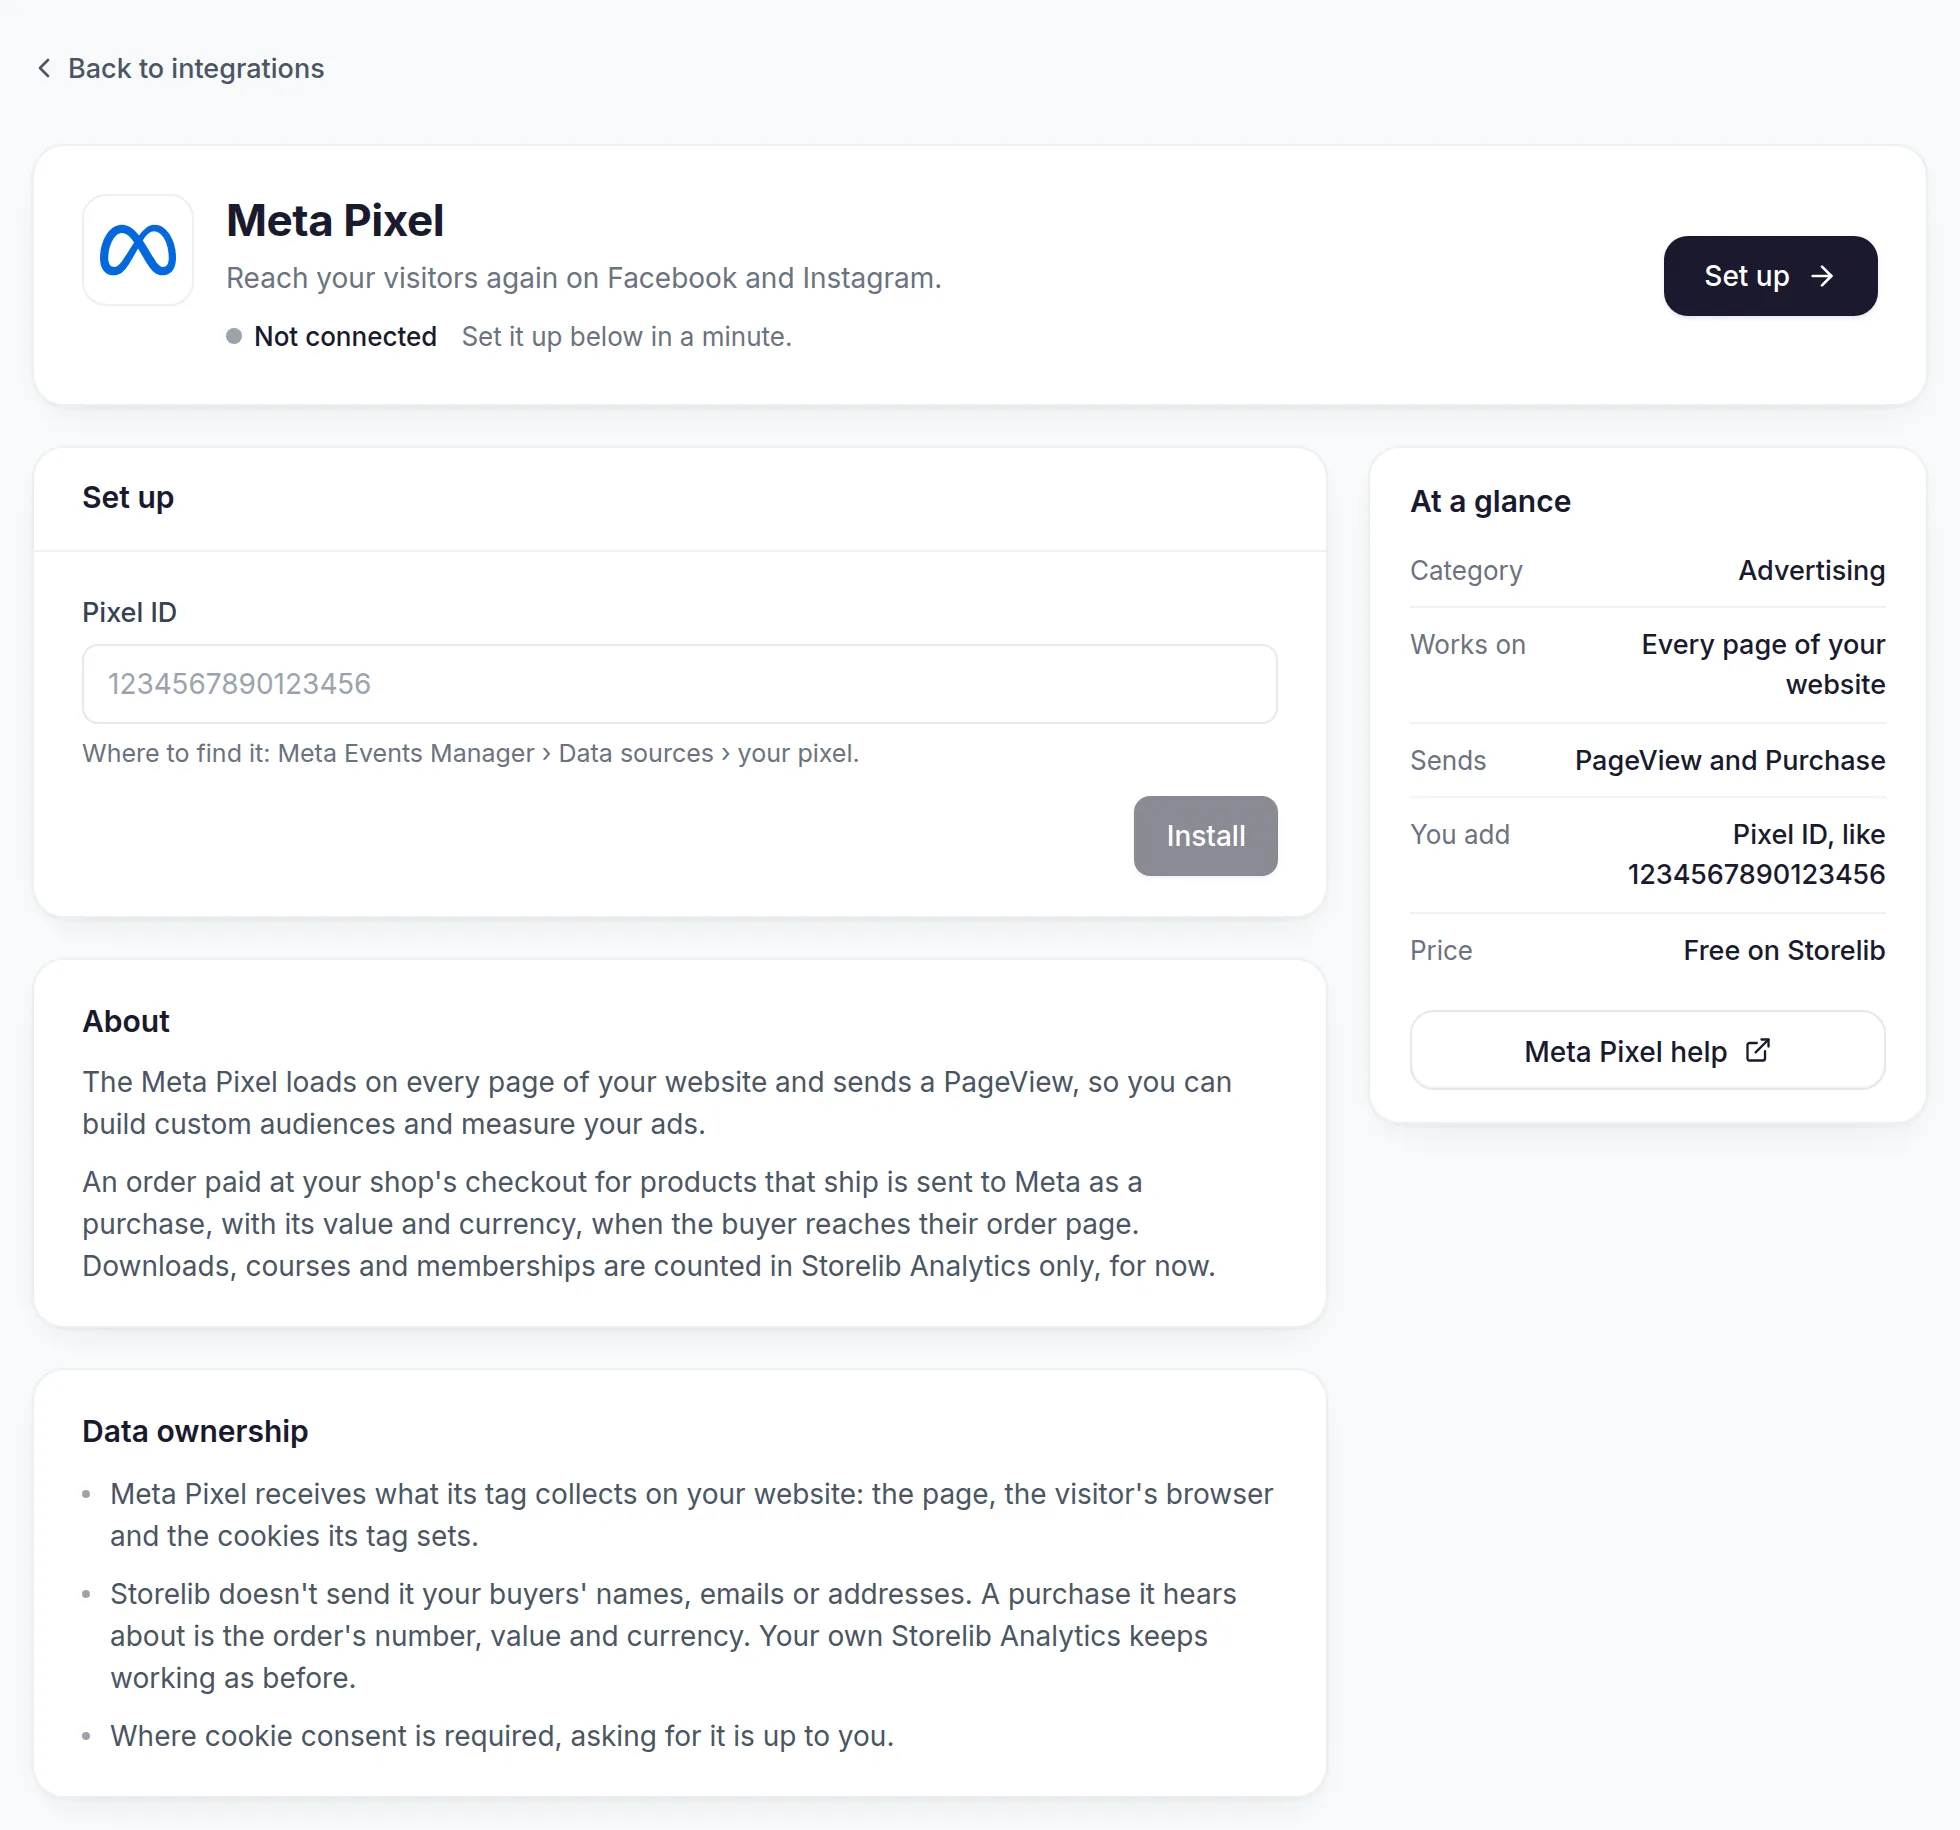 Back to integrations
Meta Pixel
Reach your visitors again on Facebook and Instagram.
Not connected Set it up below in a minute.
Set up
Set up
Pixel ID
1234567890123456
Where to find it: Meta Events Manager › Data sources › your pixel.
Install
About
The Meta Pixel loads on every page of your website and sends a PageView, so you can
build custom audiences and measure your ads.
An order paid at your shop's checkout for products that ship is sent to Meta as a
purchase, with its value and currency, when the buyer reaches their order page.
Downloads, courses and memberships are counted in Storelib Analytics only, for now.
Data ownership
Meta Pixel receives what its tag collects on your website: the page, the visitor's browser
and the cookies its tag sets.
Storelib doesn't send it your buyers' names, emails or addresses. A purchase it hears
about is the order's number, value and currency. Your own Storelib Analytics keeps
working as before.
Where cookie consent is required, asking for it is up to you.
At a glance
Category Advertising
Works on Every page of your
website
Sends PageView and Purchase
You add Pixel ID, like
1234567890123456
Price Free on Storelib
Meta Pixel help